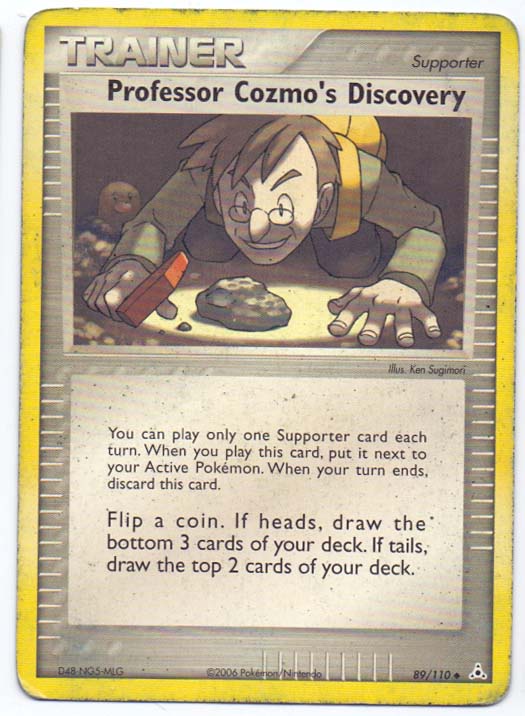 TRAINER
Supporter
Professor Cozmo's Discovery
Illus. Ken Sugimori
You can play only one Supporter card each
turn. When you play this card, put it next to
your Active Pokémon. When your turn ends,
discard this card.
Flip a coin. If heads, draw the
bottom 3 cards of your deck. If tails,
draw the top 2 cards of your deck.
D48-NG5-MLG
©2006 Pokémon/Nintendo
89/110